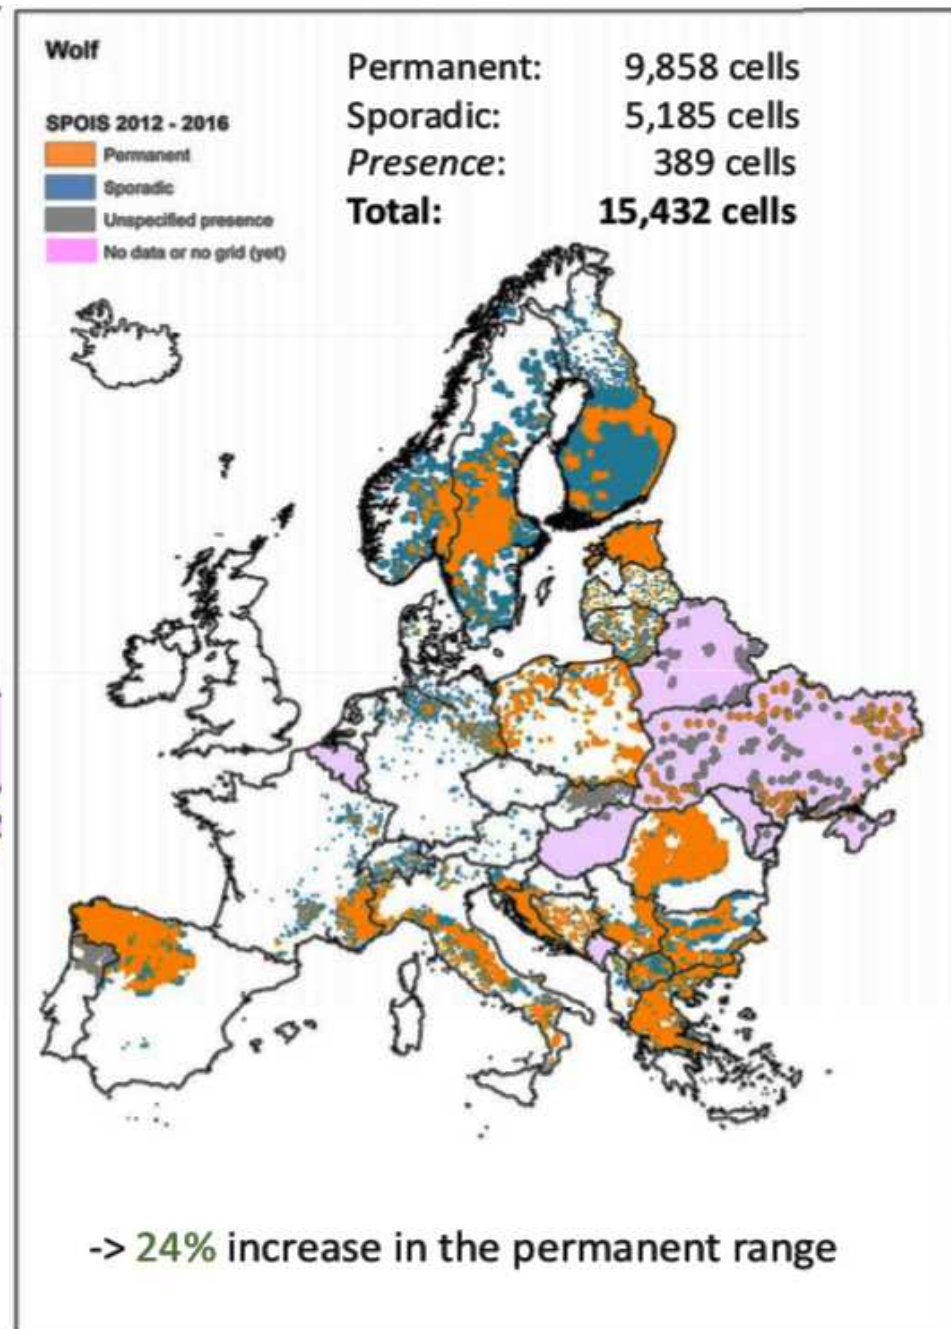 Wolf
SPOIS 2012 - 2016
Permanent
Sporadic
Unspecified presence
No data or no grid (yet)
Permanent: 9,858 cells
Sporadic: 5,185 cells
Presence: 389 cells
Total: 15,432 cells
-> 24% increase in the permanent range